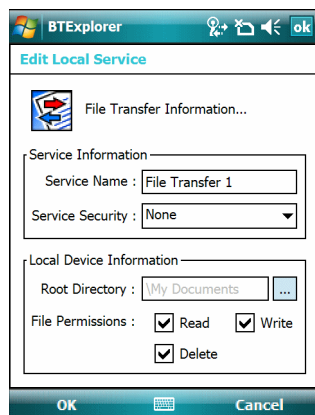 BTExplorer ok
Edit Local Service
File Transfer Information...
Service Information
Service Name : File Transfer 1
Service Security : None
Local Device Information
Root Directory : \My Documents ...
File Permissions : Read Write
Delete
OK Cancel